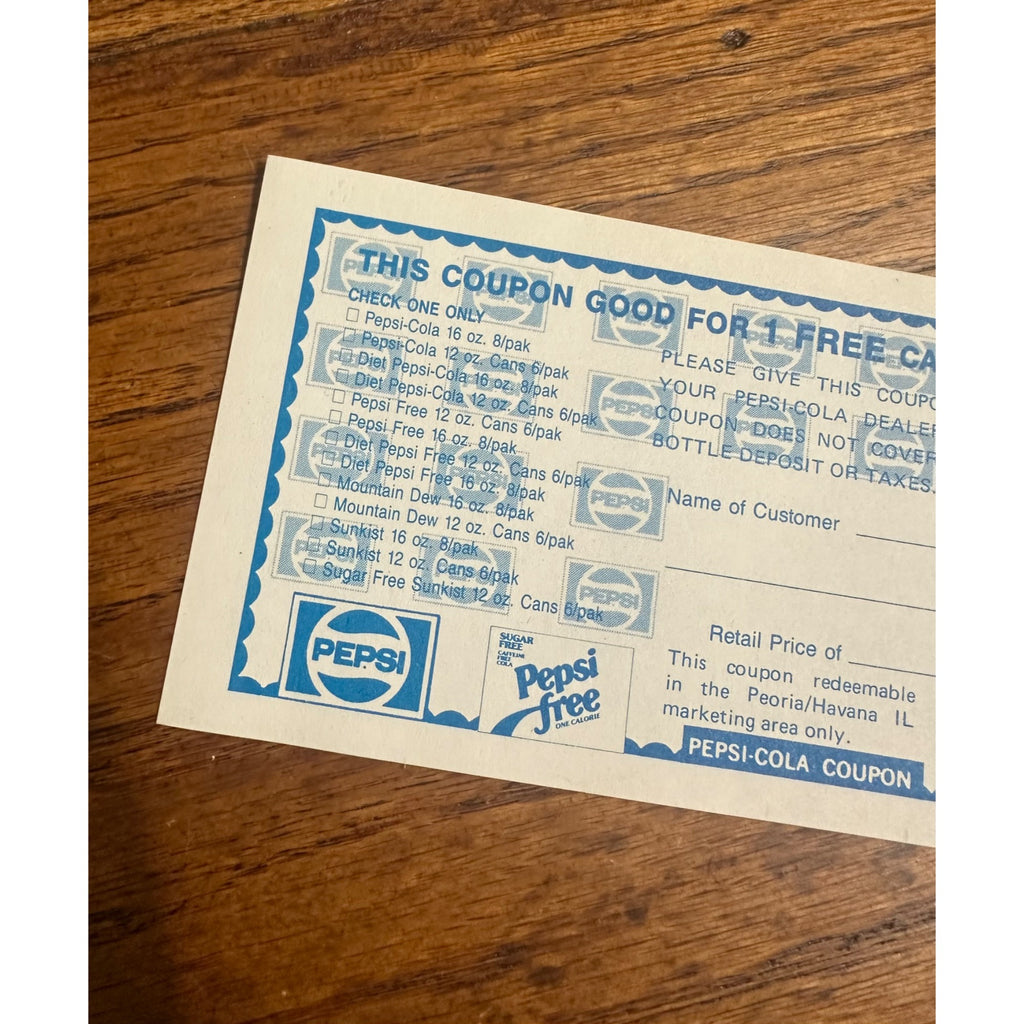 THIS COUPON GOOD FOR 1 FREE CA
CHECK ONE ONLY
☐ Pepsi-Cola 16 oz. 8/pak
☐ Pepsi-Cola 12 oz. Cans 6/pak
☐ Diet Pepsi-Cola 16 oz. 8/pak
☐ Diet Pepsi-Cola 12 oz. Cans 6/pak
☐ Pepsi Free 12 oz. Cans 6/pak
☐ Pepsi Free 16 oz. 8/pak
☐ Diet Pepsi Free 12 oz. Cans 6/pak
☐ Diet Pepsi Free 16 oz. 8/pak
☐ Mountain Dew 16 oz. 8/pak
☐ Mountain Dew 12 oz. Cans 6/pak
☐ Sunkist 16 oz. 8/pak
☐ Sunkist 12 oz. Cans 6/pak
☐ Sugar Free Sunkist 12 oz. Cans 6/pak
PLEASE GIVE THIS COUPO
YOUR PEPSI-COLA DEALER
COUPON DOES NOT COVER
BOTTLE DEPOSIT OR TAXES.
Name of Customer
Retail Price of
This coupon redeemable
in the Peoria/Havana IL
marketing area only.
PEPSI
SUGAR
FREE
CAFFEINE
FREE
COLA
Pepsi
free
ONE CALORIE
PEPSI-COLA COUPON